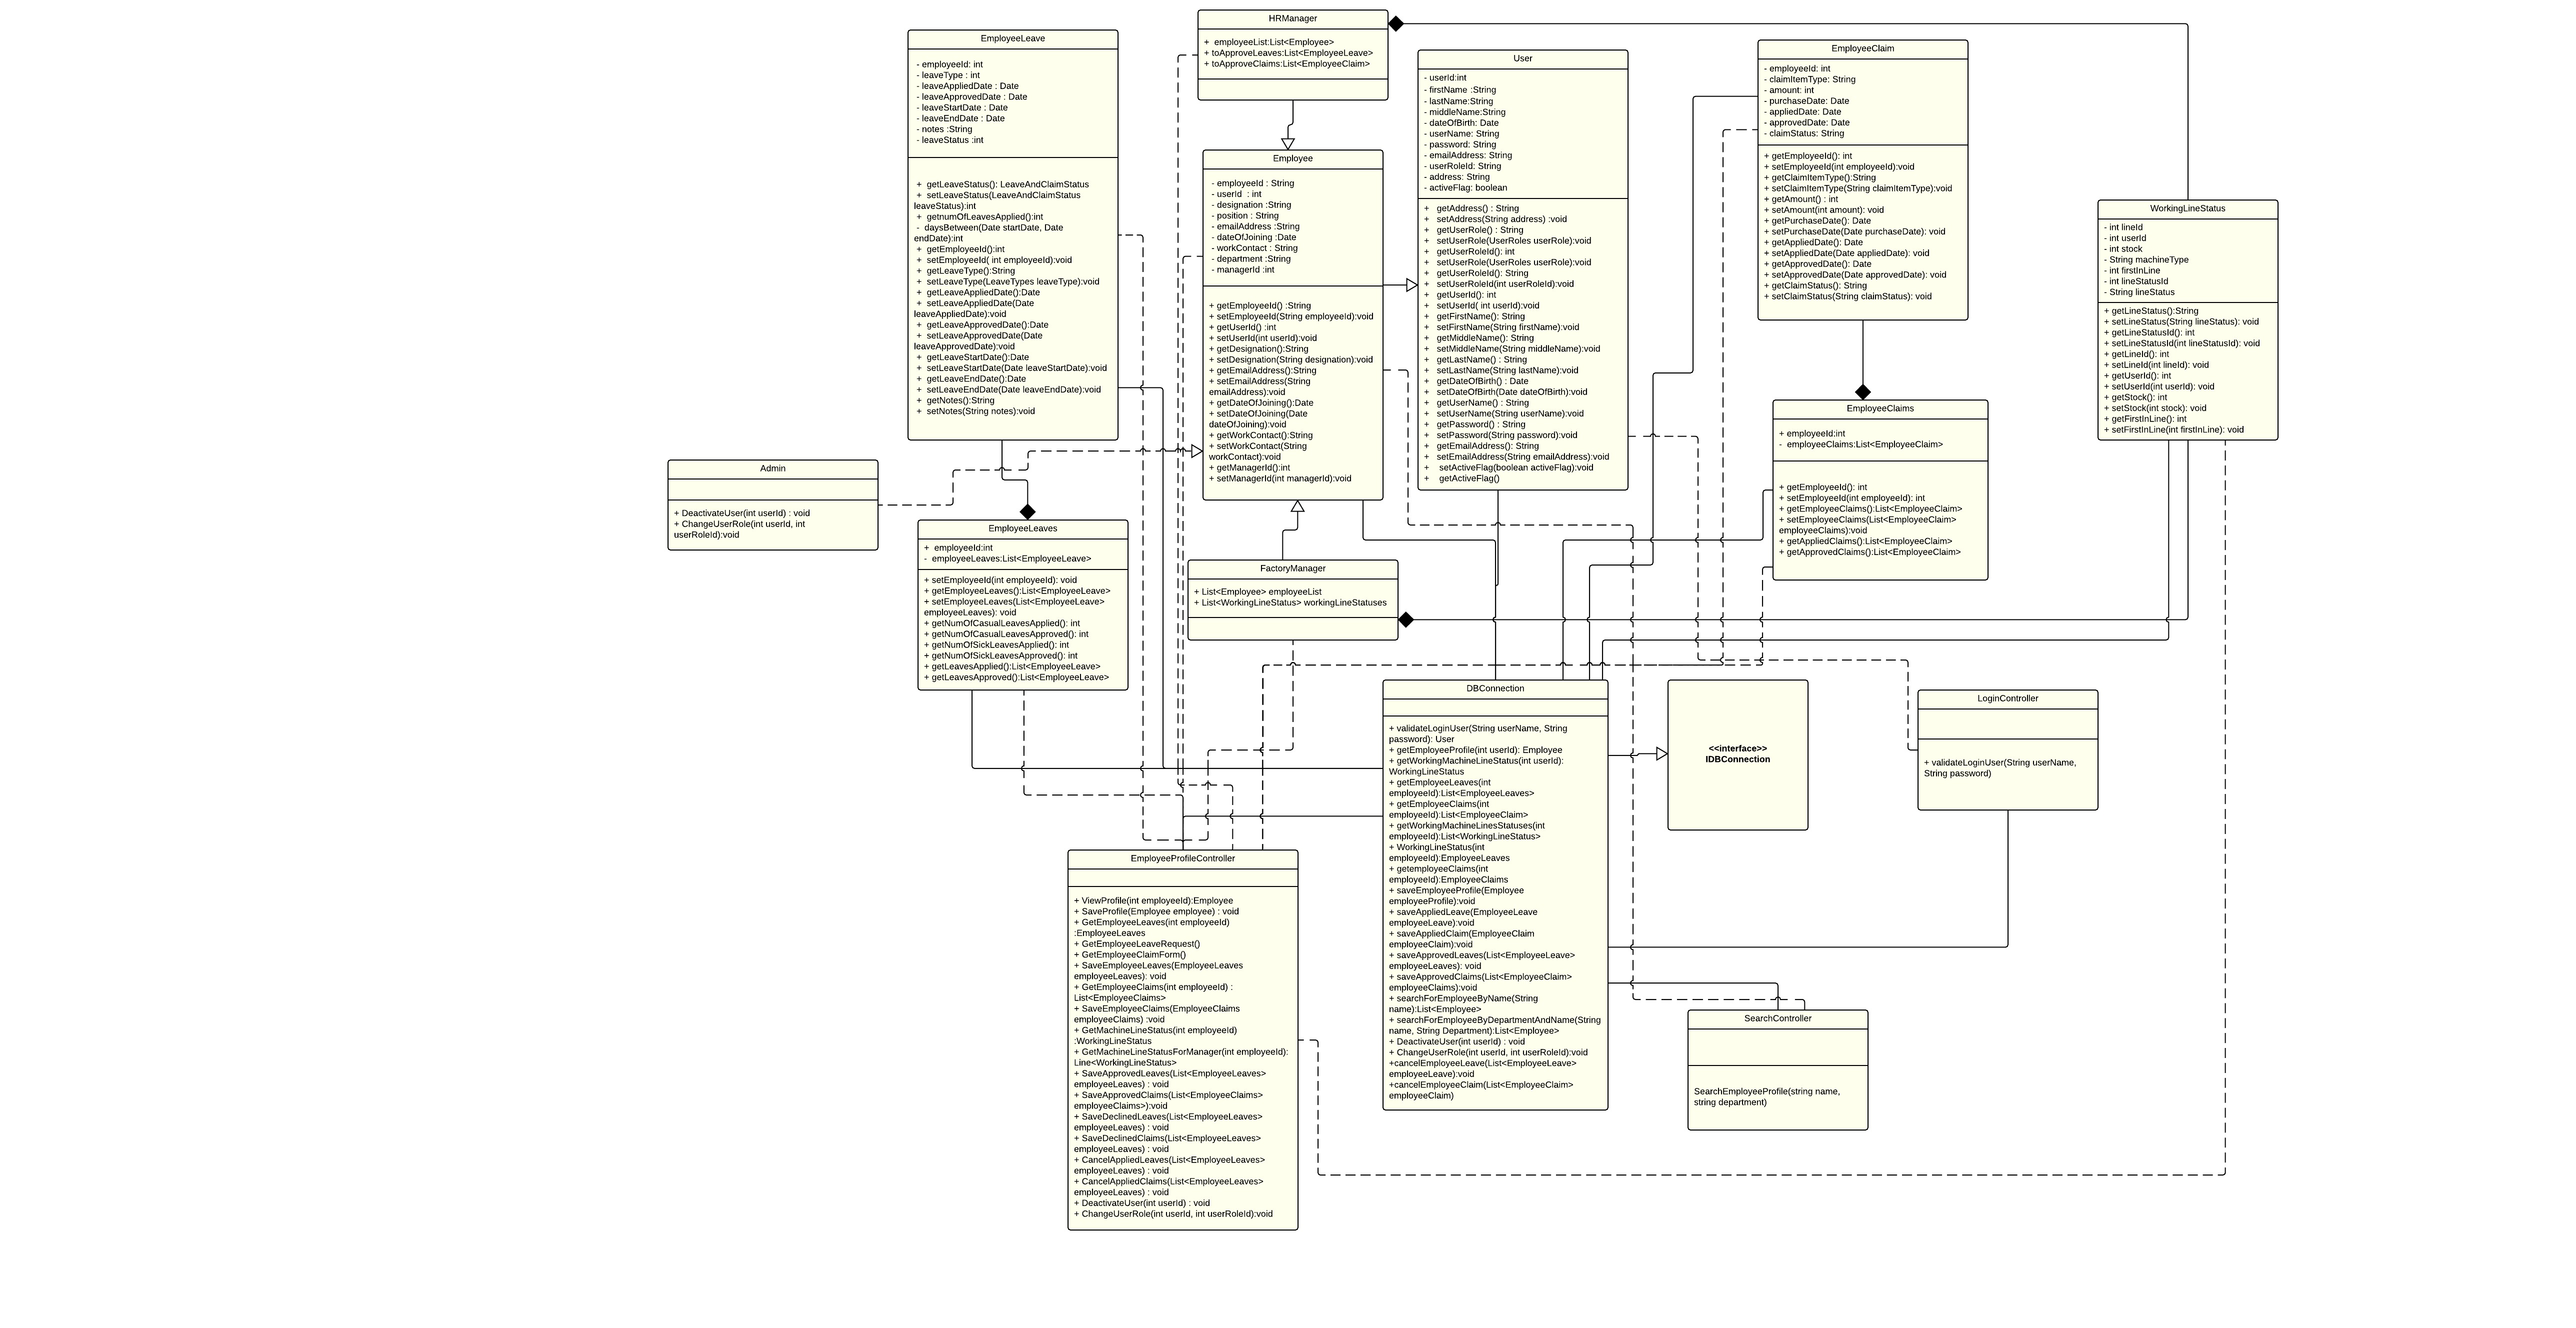 HRManager
+ employeeList:List<Employee>
+ toApproveLeaves:List<EmployeeLeave>
+ toApproveClaims:List<EmployeeClaim>
EmployeeLeave
- employeeId: int
- leaveType : int
- leaveAppliedDate : Date
- leaveApprovedDate : Date
- leaveStartDate : Date
- leaveEndDate : Date
- notes :String
- leaveStatus :int
+ getLeaveStatus(): LeaveAndClaimStatus
+ setLeaveStatus(LeaveAndClaimStatus
leaveStatus):int
+ getnumOfLeavesApplied():int
- daysBetween(Date startDate, Date
endDate):int
+ getEmployeeId():int
+ setEmployeeId( int employeeId):void
+ getLeaveType():String
+ setLeaveType(LeaveTypes leaveType):void
+ getLeaveAppliedDate():Date
+ setLeaveAppliedDate(Date
leaveAppliedDate):void
+ getLeaveApprovedDate():Date
+ setLeaveApprovedDate(Date
leaveApprovedDate):void
+ getLeaveStartDate():Date
+ setLeaveStartDate(Date leaveStartDate):void
+ getLeaveEndDate():Date
+ setLeaveEndDate(Date leaveEndDate):void
+ getNotes():String
+ setNotes(String notes):void
Employee
- employeeId : String
- userId : int
- designation :String
- position : String
- emailAddress :String
- dateOfJoining :Date
- workContact : String
- department :String
- managerId :int
+ getEmployeeId() :String
+ setEmployeeId(String employeeId):void
+ getUserId() :int
+ setUserId(int userId):void
+ getDesignation():String
+ setDesignation(String designation):void
+ getEmailAddress():String
+ setEmailAddress(String
emailAddress):void
+ getDateOfJoining():Date
+ setDateOfJoining(Date
dateOfJoining):void
+ getWorkContact():String
+ setWorkContact(String
workContact):void
+ getManagerId():int
+ setManagerId(int managerId):void
User
- userId:int
- firstName :String
- lastName:String
- middleName:String
- dateOfBirth: Date
- userName: String
- password: String
- emailAddress: String
- userRoleId: String
- address: String
- activeFlag: boolean
+ getAddress() : String
+ setAddress(String address) :void
+ getUserRole() : String
+ setUserRole(UserRoles userRole):void
+ getUserRoleId(): int
+ setUserRole(UserRoles userRole):void
+ getUserRoleId(): String
+ setUserRoleId(int userRoleId):void
+ getUserId(): int
+ setUserId( int userId):void
+ getFirstName(): String
+ setFirstName(String firstName):void
+ getMiddleName(): String
+ setMiddleName(String middleName):void
+ getLastName() : String
+ setLastName(String lastName):void
+ getDateOfBirth() : Date
+ setDateOfBirth(Date dateOfBirth):void
+ getUserName() : String
+ setUserName(String userName):void
+ getPassword() : String
+ setPassword(String password):void
+ getEmailAddress(): String
+ setEmailAddress(String emailAddress):void
+ setActiveFlag(boolean activeFlag):void
+ getActiveFlag()
EmployeeClaim
- employeeId: int
- claimItemType: String
- amount: int
- purchaseDate: Date
- appliedDate: Date
- approvedDate: Date
- claimStatus: String
+ getEmployeeId(): int
+ setEmployeeId(int employeeId):void
+ getClaimItemType():String
+ setClaimItemType(String claimItemType):void
+ getAmount() : int
+ setAmount(int amount): void
+ getPurchaseDate(): Date
+ setPurchaseDate(Date purchaseDate): void
+ getAppliedDate(): Date
+ setAppliedDate(Date appliedDate): void
+ getApprovedDate(): Date
+ setApprovedDate(Date approvedDate): void
+ getClaimStatus(): String
+ setClaimStatus(String claimStatus): void
WorkingLineStatus
- int lineId
- int userId
- int stock
- String machineType
- int firstInLine
- int lineStatusId
- String lineStatus
+ getLineStatus():String
+ setLineStatus(String lineStatus): void
+ getLineStatusId(): int
+ setLineStatusId(int lineStatusId): void
+ getLineId(): int
+ setLineId(int lineId): void
+ getUserId(): int
+ setUserId(int userId): void
+ getStock(): int
+ setStock(int stock): void
+ getFirstInLine(): int
+ setFirstInLine(int firstInLine): void
EmployeeClaims
+ employeeId:int
- employeeClaims:List<EmployeeClaim>
+ getEmployeeId(): int
+ setEmployeeId(int employeeId): int
+ getEmployeeClaims():List<EmployeeClaim>
+ setEmployeeClaims(List<EmployeeClaim>
employeeClaims):void
+ getAppliedClaims():List<EmployeeClaim>
+ getApprovedClaims():List<EmployeeClaim>
Admin
+ DeactivateUser(int userId) : void
+ ChangeUserRole(int userId, int
userRoleId):void
EmployeeLeaves
+ employeeId:int
- employeeLeaves:List<EmployeeLeave>
+ setEmployeeId(int employeeId): void
+ getEmployeeLeaves():List<EmployeeLeave>
+ setEmployeeLeaves(List<EmployeeLeave>
employeeLeaves): void
+ getNumOfCasualLeavesApplied(): int
+ getNumOfCasualLeavesApproved(): int
+ getNumOfSickLeavesApplied(): int
+ getNumOfSickLeavesApproved(): int
+ getLeavesApplied():List<EmployeeLeave>
+ getLeavesApproved():List<EmployeeLeave>
FactoryManager
+ List<Employee> employeeList
+ List<WorkingLineStatus> workingLineStatuses
DBConnection
+ validateLoginUser(String userName, String
password): User
+ getEmployeeProfile(int userId): Employee
+ getWorkingMachineLineStatus(int userId):
WorkingLineStatus
+ getEmployeeLeaves(int
employeeId):List<EmployeeLeaves>
+ getEmployeeClaims(int
employeeId):List<EmployeeClaim>
+ getWorkingMachineLinesStatuses(int
employeeId):List<WorkingLineStatus>
+ WorkingLineStatus(int
employeeId):EmployeeLeaves
+ getemployeeClaims(int
employeeId):EmployeeClaims
+ saveEmployeeProfile(Employee
employeeProfile):void
+ saveAppliedLeave(EmployeeLeave
employeeLeave):void
+ saveAppliedClaim(EmployeeClaim
employeeClaim):void
+ saveApprovedLeaves(List<EmployeeLeave>
employeeLeaves): void
+ saveApprovedClaims(List<EmployeeClaim>
employeeClaims):void
+ searchForEmployeeByName(String
name):List<Employee>
+ searchForEmployeeByDepartmentAndName(String
name, String Department):List<Employee>
+ DeactivateUser(int userId) : void
+ ChangeUserRole(int userId, int userRoleId):void
+cancelEmployeeLeave(List<EmployeeLeave>
employeeLeave):void
+cancelEmployeeClaim(List<EmployeeClaim>
employeeClaim)
<<interface>>
IDBConnection
LoginController
+ validateLoginUser(String userName,
String password)
EmployeeProfileController
+ ViewProfile(int employeeId):Employee
+ SaveProfile(Employee employee) : void
+ GetEmployeeLeaves(int employeeId)
:EmployeeLeaves
+ GetEmployeeLeaveRequest()
+ GetEmployeeClaimForm()
+ SaveEmployeeLeaves(EmployeeLeaves
employeeLeaves): void
+ GetEmployeeClaims(int employeeId) :
List<EmployeeClaims>
+ SaveEmployeeClaims(EmployeeClaims
employeeClaims) :void
+ GetMachineLineStatus(int employeeId)
:WorkingLineStatus
+ GetMachineLineStatusForManager(int employeeId):
Line<WorkingLineStatus>
+ SaveApprovedLeaves(List<EmployeeLeaves>
employeeLeaves) : void
+ SaveApprovedClaims(List<EmployeeClaims>
employeeClaims>):void
+ SaveDeclinedLeaves(List<EmployeeLeaves>
employeeLeaves) : void
+ SaveDeclinedClaims(List<EmployeeLeaves>
employeeLeaves) : void
+ CancelAppliedLeaves(List<EmployeeLeaves>
employeeLeaves) : void
+ CancelAppliedClaims(List<EmployeeLeaves>
employeeLeaves) : void
+ DeactivateUser(int userId) : void
+ ChangeUserRole(int userId, int userRoleId):void
SearchController
SearchEmployeeProfile(string name,
string department)